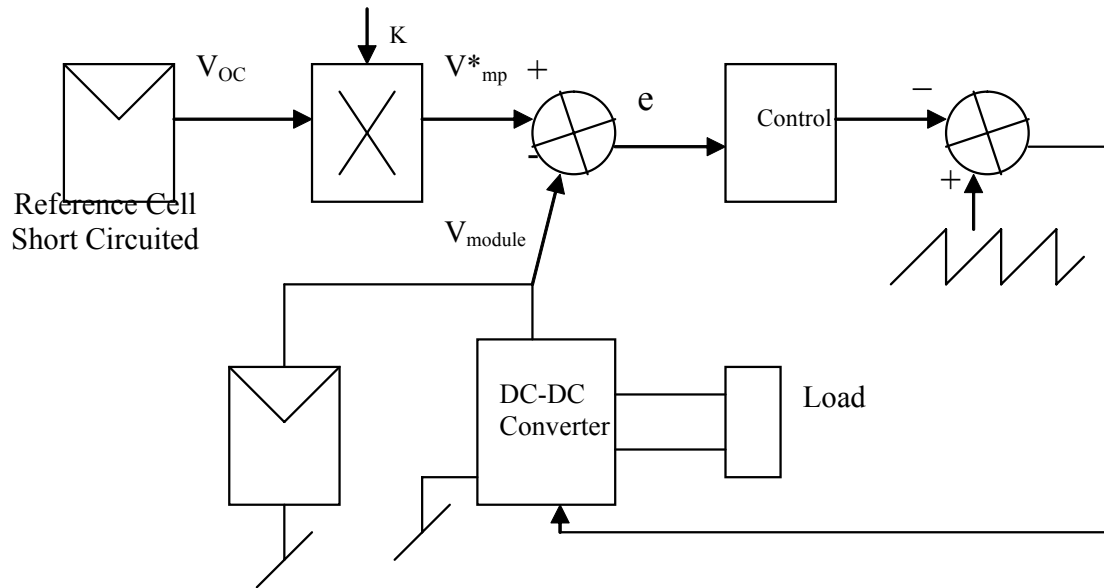 K
V_OC
V*_mp
+
e
Control
−
-
+
Reference Cell
Short Circuited
V_module
DC-DC
Converter
Load